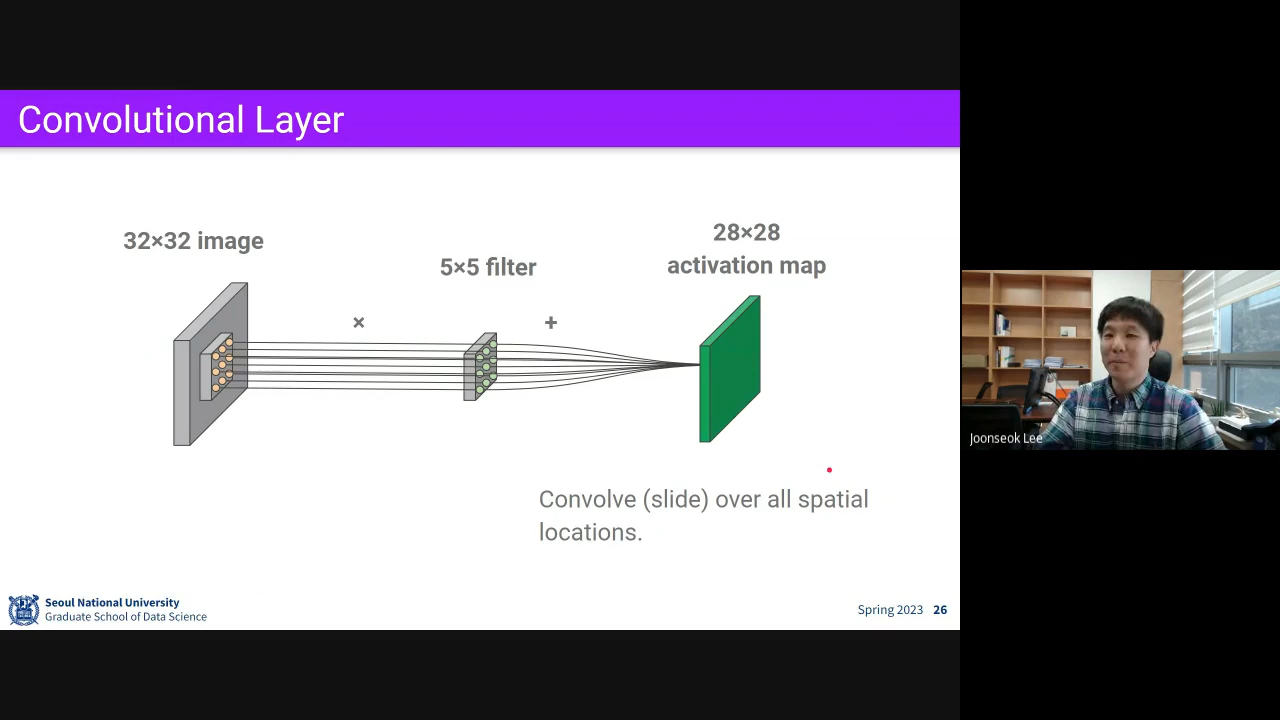 Convolutional Layer
32×32 image
5×5 filter
28×28
activation map
×
+
Convolve (slide) over all spatial
locations.
Seoul National University
Graduate School of Data Science
Spring 2023 26
Joonseok Lee